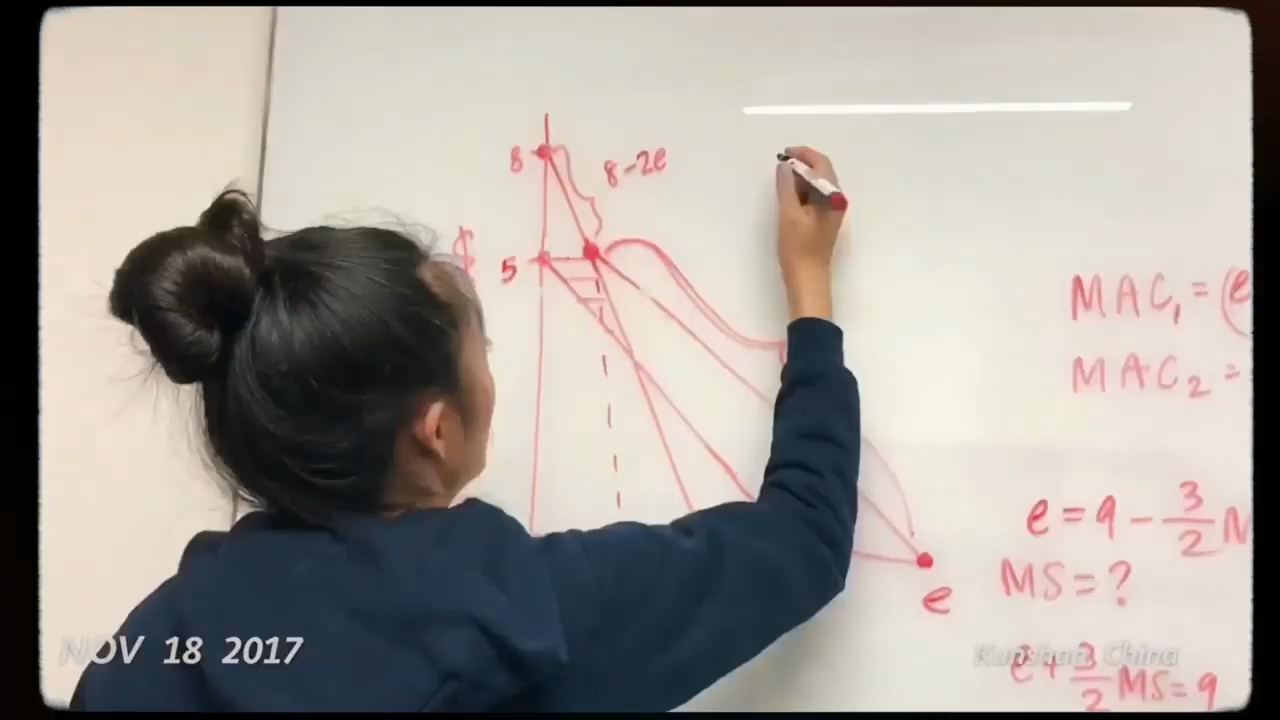 8
8-2e
$
5
MAC₁ = (e
MAC₂ =
e = 9 - 3/2 M
MS = ?
e
e + 3/2 MS = 9
NOV 18 2017
Kunshan, China